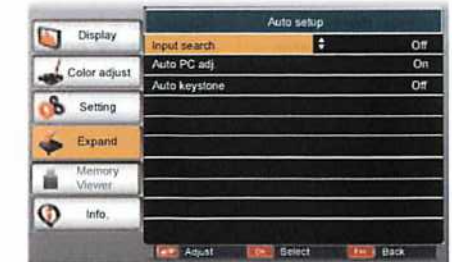 Auto setup
Display
Color adjust
Setting
Expand
Memory
Viewer
Info.
Input search Off
Auto PC adj. On
Auto keystone Off
Adjust Select Back